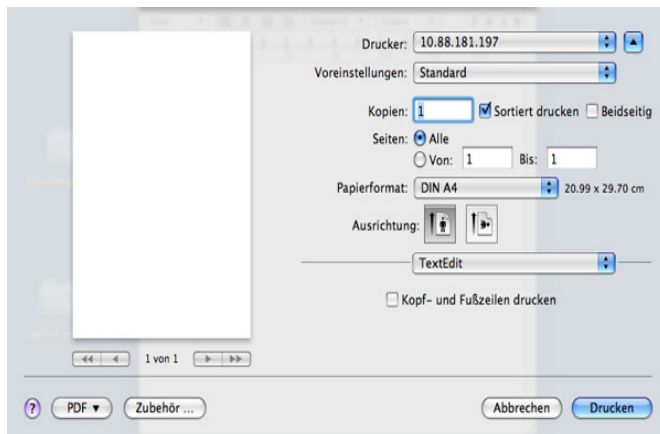 Drucker: 10.88.181.197
Voreinstellungen: Standard
Kopien: 1 Sortiert drucken Beidseitig
Seiten: Alle
Von: 1 Bis: 1
Papierformat: DIN A4 20.99 x 29.70 cm
Ausrichtung:
TextEdit
Kopf- und Fußzeilen drucken
1 von 1
? PDF ▼ Zubehör ... Abbrechen Drucken